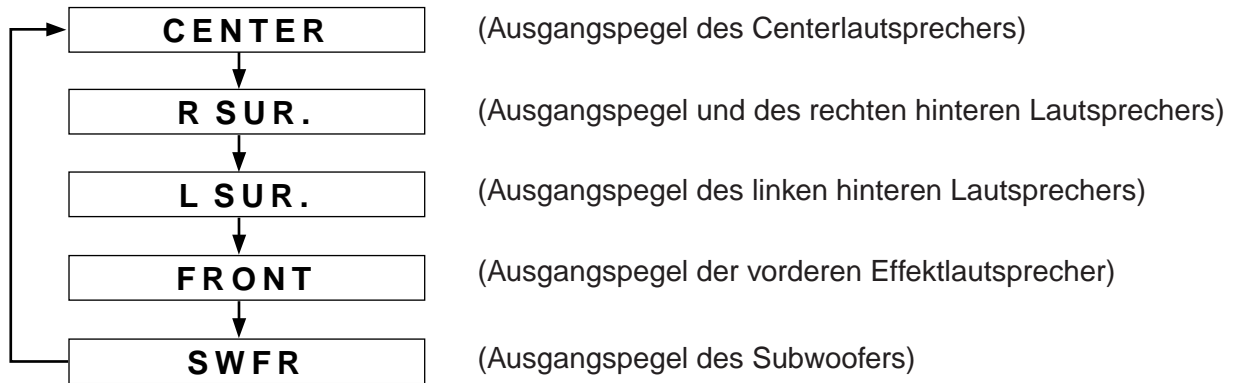 CENTER (Ausgangspegel des Centerlautsprechers)
R SUR. (Ausgangspegel und des rechten hinteren Lautsprechers)
L SUR. (Ausgangspegel des linken hinteren Lautsprechers)
FRONT (Ausgangspegel der vorderen Effektlautsprecher)
SWFR (Ausgangspegel des Subwoofers)